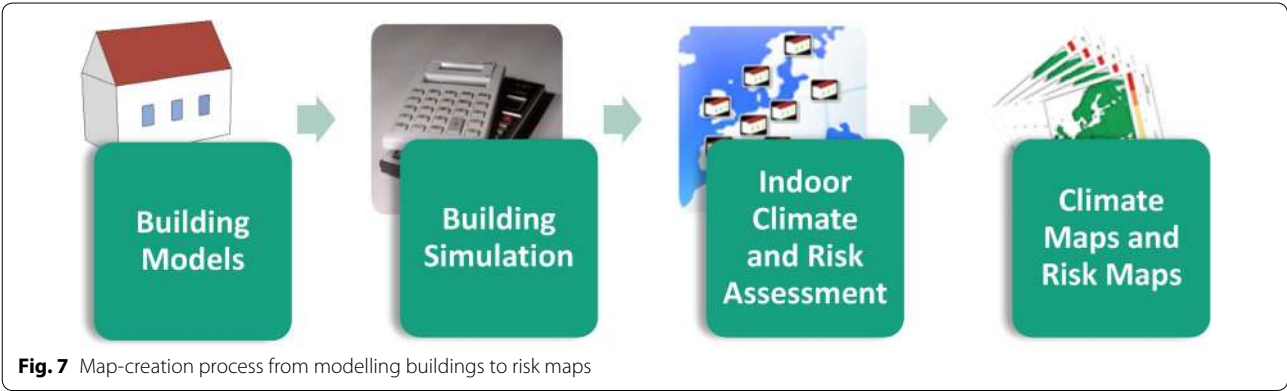 Building
Models
Building
Simulation
Indoor
Climate
and Risk
Assessment
Climate
Maps and
Risk Maps
Fig. 7 Map-creation process from modelling buildings to risk maps